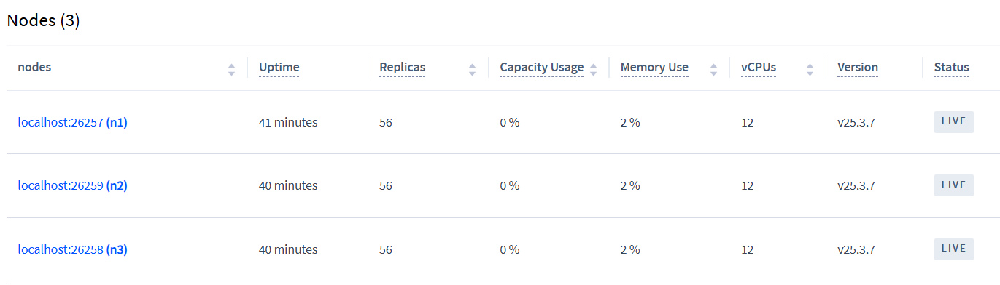 Nodes (3)
nodes Uptime Replicas Capacity Usage Memory Use vCPUs Version Status
localhost:26257 (n1) 41 minutes 56 0 % 2 % 12 v25.3.7 LIVE
localhost:26259 (n2) 40 minutes 56 0 % 2 % 12 v25.3.7 LIVE
localhost:26258 (n3) 40 minutes 56 0 % 2 % 12 v25.3.7 LIVE